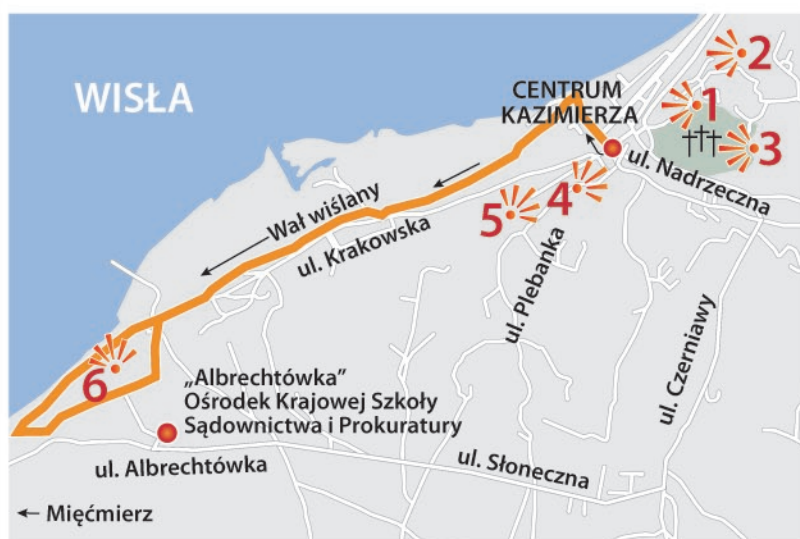 WISŁA
CENTRUM
KAZIMIERZA
2
1
3
ul. Nadrzeczna
4
5
Wał wiślany
ul. Krakowska
ul. Plebanka
ul. Czerniawy
6
„Albrechtówka”
Ośrodek Krajowej Szkoły
Sądownictwa i Prokuratury
ul. Albrechtówka
ul. Słoneczna
Mięćmierz